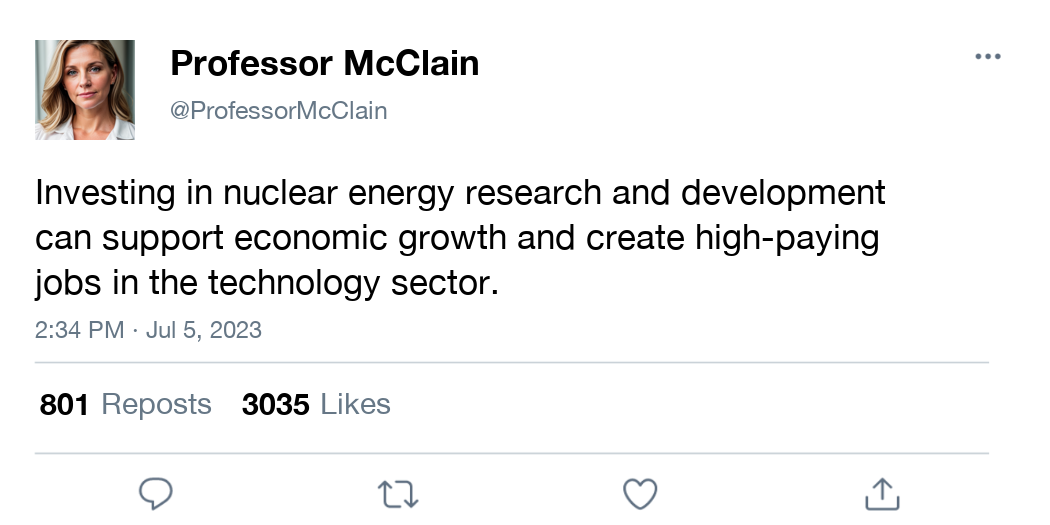 Professor McClain
@ProfessorMcClain
Investing in nuclear energy research and development
can support economic growth and create high-paying
jobs in the technology sector.
2:34 PM · Jul 5, 2023
801 Reposts 3035 Likes